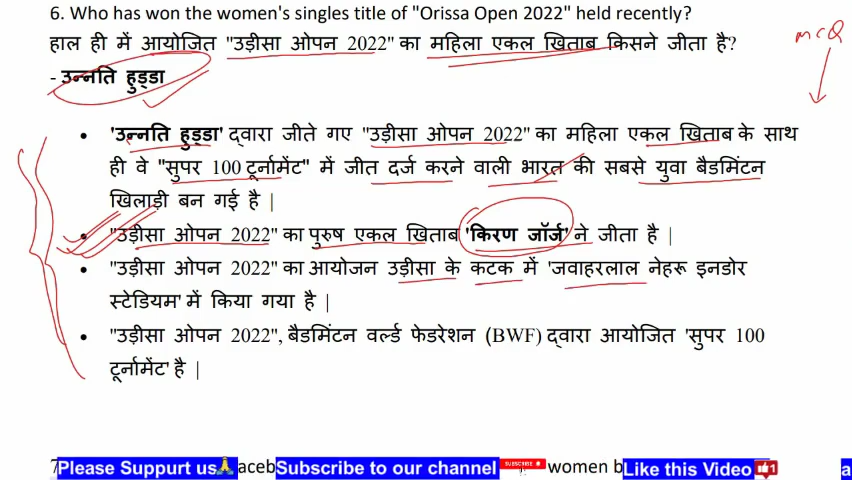 6. Who has won the women's singles title of "Orissa Open 2022" held recently?
हाल ही में आयोजित "उड़ीसा ओपन 2022" का महिला एकल खिताब किसने जीता है?
mcQ
- उन्नति हुड्डा
• 'उन्नति हुड्डा' द्वारा जीते गए "उड़ीसा ओपन 2022" का महिला एकल खिताब के साथ
ही वे "सुपर 100 टूर्नामेंट" में जीत दर्ज करने वाली भारत की सबसे युवा बैडमिंटन
खिलाड़ी बन गई है |
• "उड़ीसा ओपन 2022" का पुरुष एकल खिताब 'किरण जॉर्ज' ने जीता है |
• "उड़ीसा ओपन 2022" का आयोजन उड़ीसा के कटक में 'जवाहरलाल नेहरू इनडोर
स्टेडियम' में किया गया है |
• "उड़ीसा ओपन 2022", बैडमिंटन वर्ल्ड फेडरेशन (BWF) द्वारा आयोजित 'सुपर 100
टूर्नामेंट' है |
7 Please Suppurt us aceb Subscribe to our channel SUBSCRIBE women b Like this Video 1 a